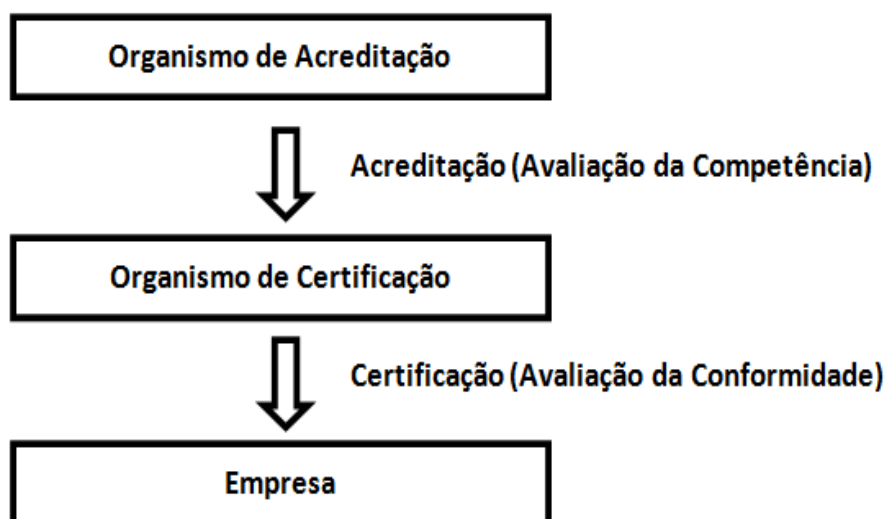 Organismo de Acreditação
Acreditação (Avaliação da Competência)
Organismo de Certificação
Certificação (Avaliação da Conformidade)
Empresa